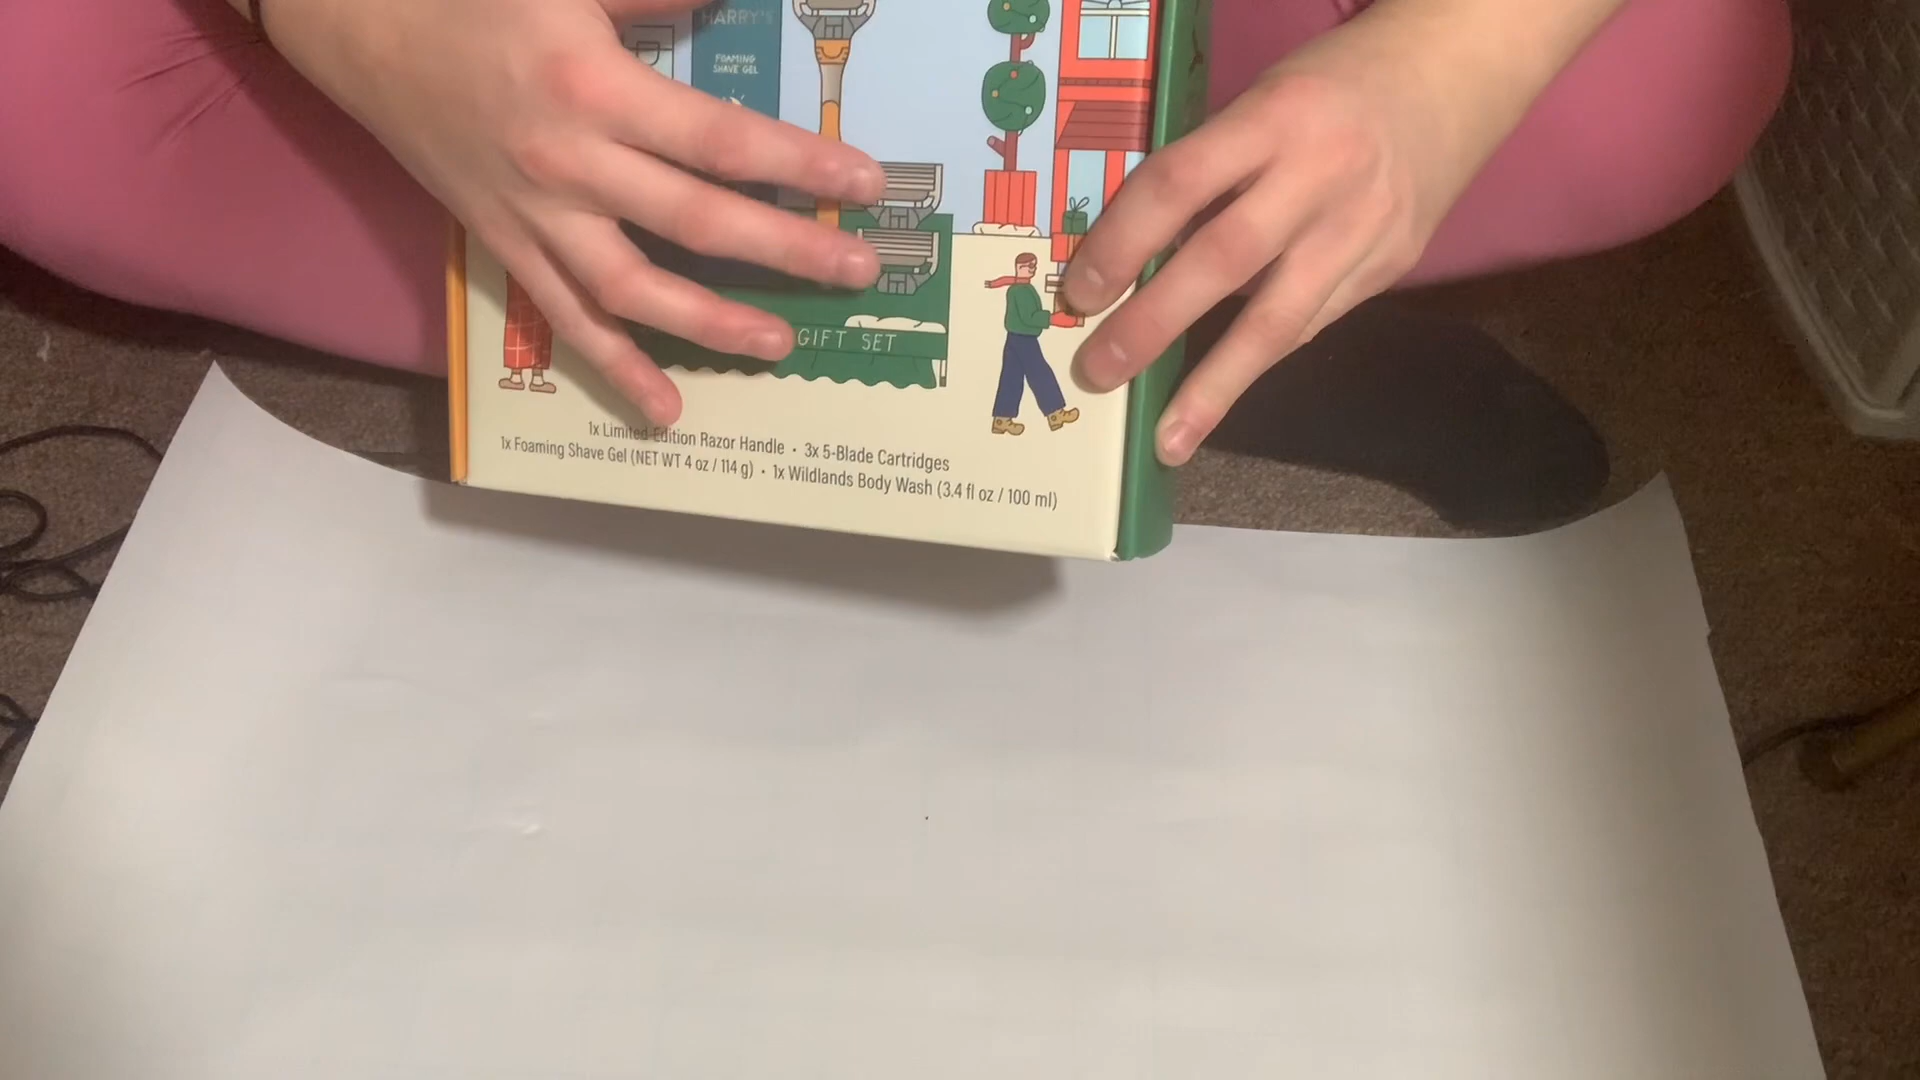 HARRY'S
FOAMING
SHAVE GEL
GIFT SET
1x Limited Edition Razor Handle · 3x 5-Blade Cartridges
1x Foaming Shave Gel (NET WT 4 oz / 114 g) · 1x Wildlands Body Wash (3.4 fl oz / 100 ml)